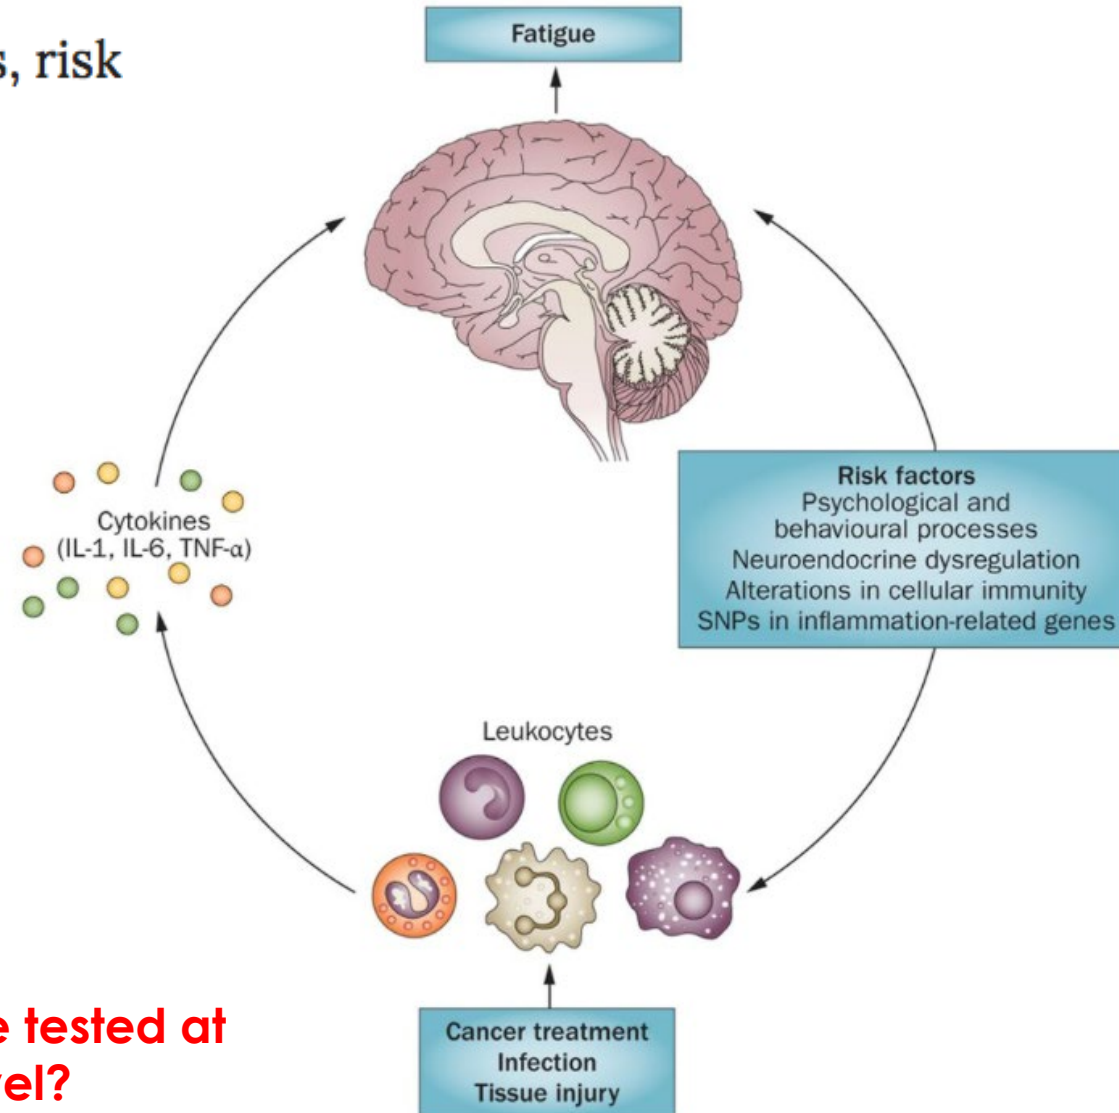 Fatigue
s, risk
Cytokines
(IL-1, IL-6, TNF-α)
Risk factors
Psychological and
behavioural processes
Neuroendocrine dysregulation
Alterations in cellular immunity
SNPs in inflammation-related genes
Leukocytes
e tested at
vel?
Cancer treatment
Infection
Tissue injury